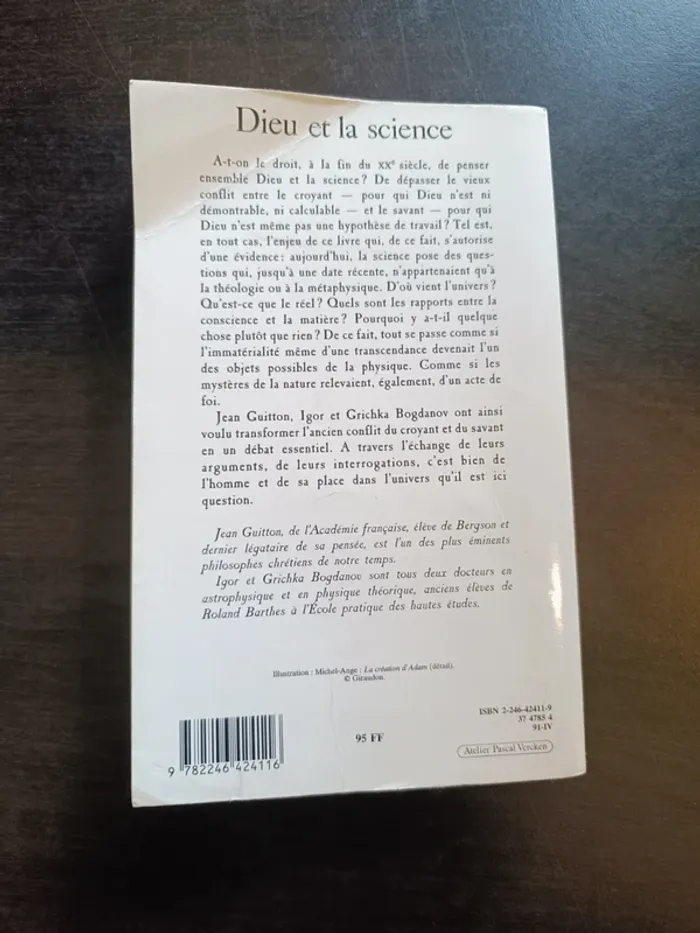 Dieu et la science
A-t-on le droit, à la fin du XXe siècle, de penser
ensemble Dieu et la science ? De dépasser le vieux
conflit entre le croyant — pour qui Dieu n'est ni
démontrable, ni calculable — et le savant — pour qui
Dieu n'est même pas une hypothèse de travail ? Tel est,
en tout cas, l'enjeu de ce livre qui, de ce fait, s'autorise
d'une évidence : aujourd'hui, la science pose des ques-
tions qui, jusqu'à une date récente, n'appartenaient qu'à
la théologie ou à la métaphysique. D'où vient l'univers ?
Qu'est-ce que le réel ? Quels sont les rapports entre la
conscience et la matière ? Pourquoi y a-t-il quelque
chose plutôt que rien ? De ce fait, tout se passe comme si
l'immatérialité même d'une transcendance devenait l'un
des objets possibles de la physique. Comme si les
mystères de la nature relevaient, également, d'un acte de
foi.
Jean Guitton, Igor et Grichka Bogdanov ont ainsi
voulu transformer l'ancien conflit du croyant et du savant
en un débat essentiel. A travers l'échange de leurs
arguments, de leurs interrogations, c'est bien de
l'homme et de sa place dans l'univers qu'il est ici
question.
Jean Guitton, de l'Académie française, élève de Bergson et
dernier légataire de sa pensée, est l'un des plus éminents
philosophes chrétiens de notre temps.
Igor et Grichka Bogdanov sont tous deux docteurs en
astrophysique et en physique théorique, anciens élèves de
Roland Barthes à l'École pratique des hautes études.
Illustration : Michel-Ange : La création d'Adam (détail).
© Giraudon.
ISBN 2-246-42411-9
37 4785 4
91-IV
95 FF
Atelier Pascal Vercken
9 782246 424116